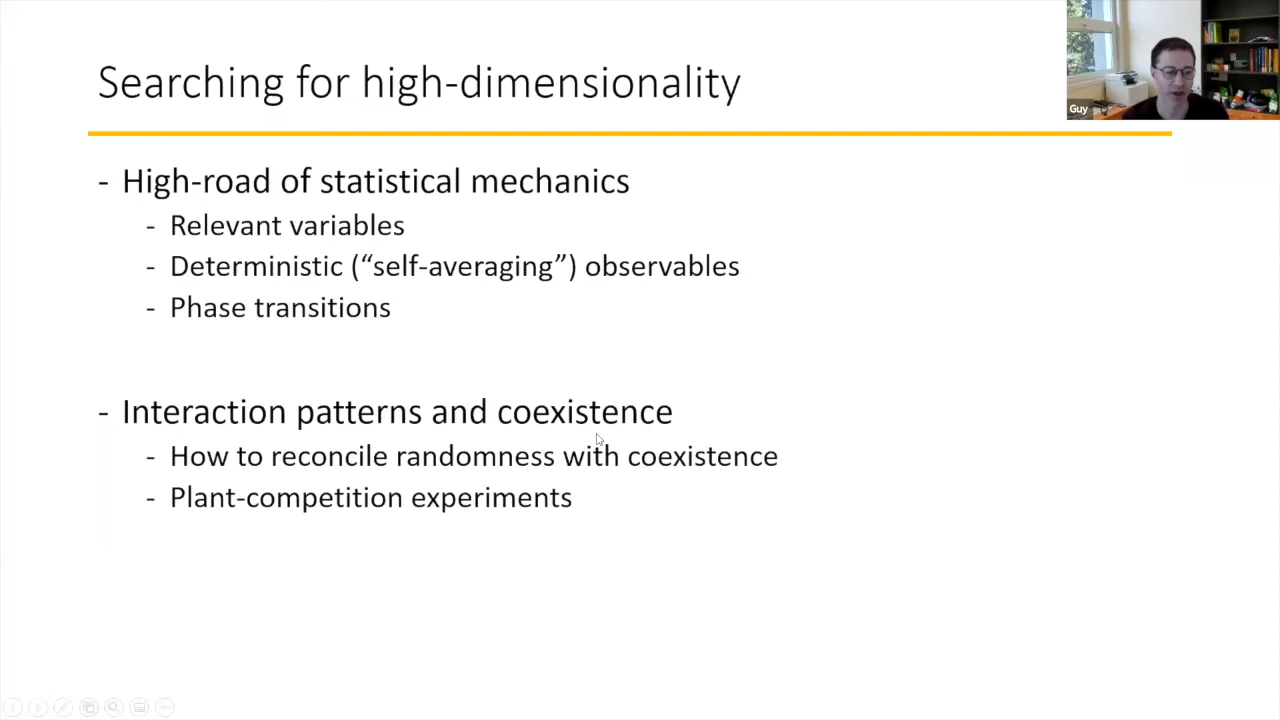 Searching for high-dimensionality
Guy
- High-road of statistical mechanics
- Relevant variables
- Deterministic (“self-averaging”) observables
- Phase transitions
- Interaction patterns and coexistence
- How to reconcile randomness with coexistence
- Plant-competition experiments